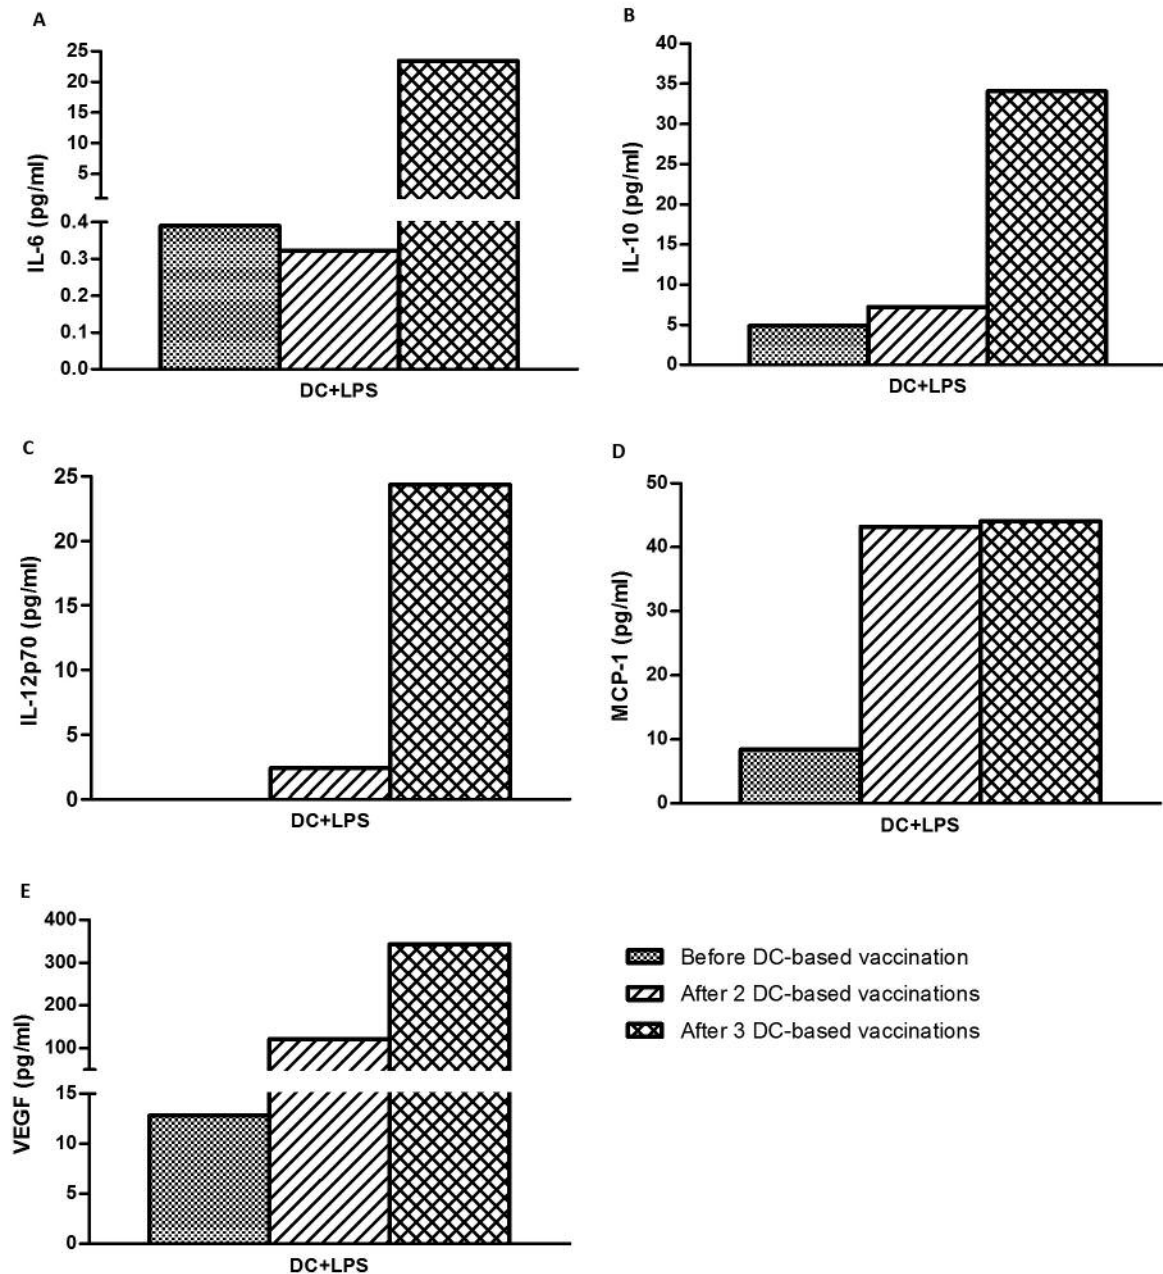 A
25
20
15
10
5
0.4
0.3
0.2
0.1
0.0
IL-6 (pg/ml)
DC+LPS
B
40
35
30
25
20
15
10
5
0
IL-10 (pg/ml)
DC+LPS
C
25
20
15
10
5
0
IL-12p70 (pg/ml)
DC+LPS
D
50
40
30
20
10
0
MCP-1 (pg/ml)
DC+LPS
E
400
300
200
100
15
10
5
0
VEGF (pg/ml)
DC+LPS
Before DC-based vaccination
After 2 DC-based vaccinations
After 3 DC-based vaccinations